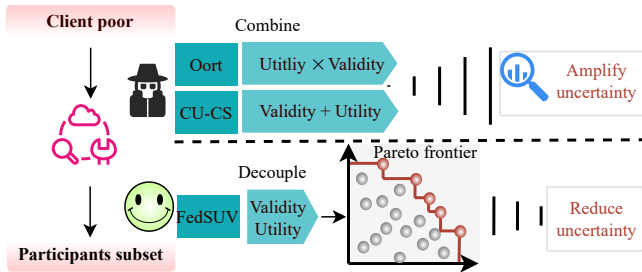 Client poor
Combine
Oort
Utitliy × Validity
Amplify
uncertainty
CU-CS
Validity + Utility
Pareto frontier
Decouple
FedSUV
Validity
Utility
Reduce
uncertainty
Participants subset